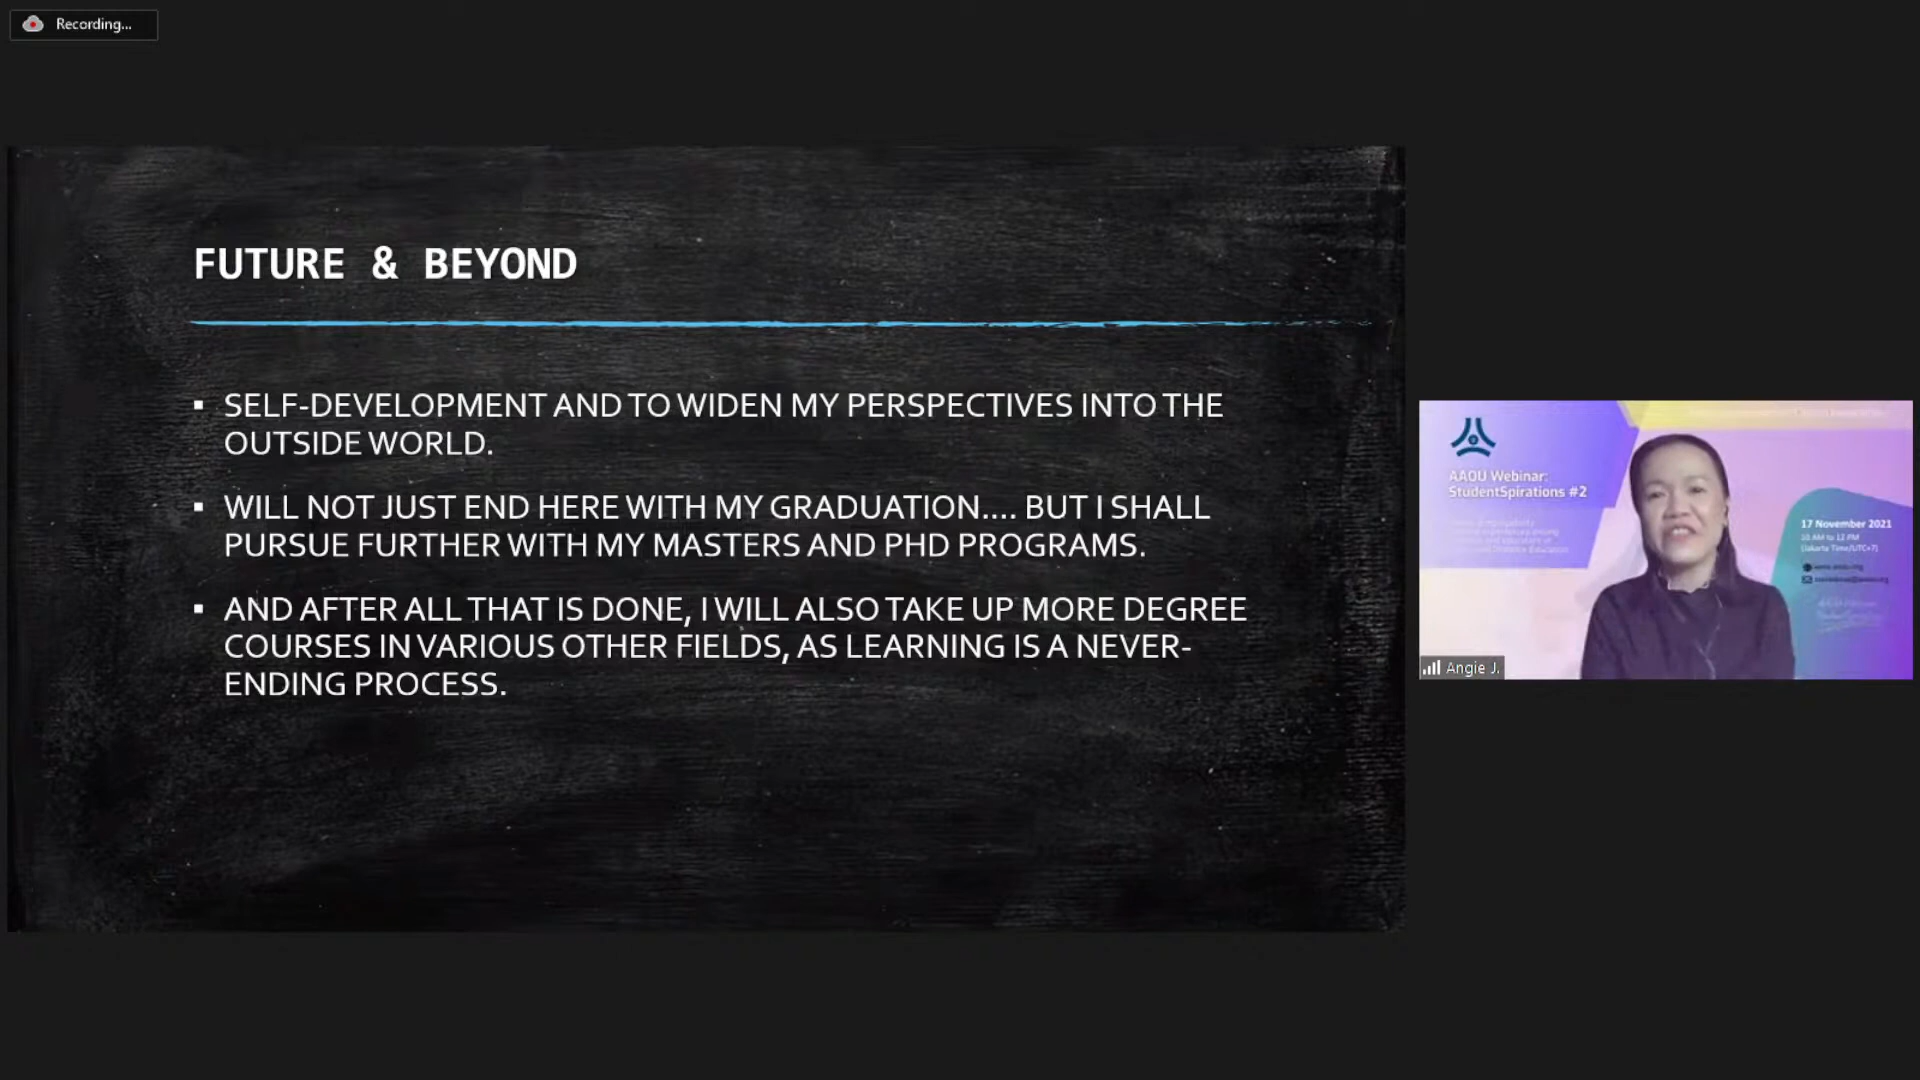 Recording...
FUTURE & BEYOND
▪ SELF-DEVELOPMENT AND TO WIDEN MY PERSPECTIVES INTO THE
OUTSIDE WORLD.
▪ WILL NOT JUST END HERE WITH MY GRADUATION.... BUT I SHALL
PURSUE FURTHER WITH MY MASTERS AND PHD PROGRAMS.
▪ AND AFTER ALL THAT IS DONE, I WILL ALSO TAKE UP MORE DEGREE
COURSES IN VARIOUS OTHER FIELDS, AS LEARNING IS A NEVER-
ENDING PROCESS.
AAOU Webinar:
StudentSpirations #2
17 November 2021
10 AM to 12 PM
(Jakarta Time/UTC+7)
Angie J.